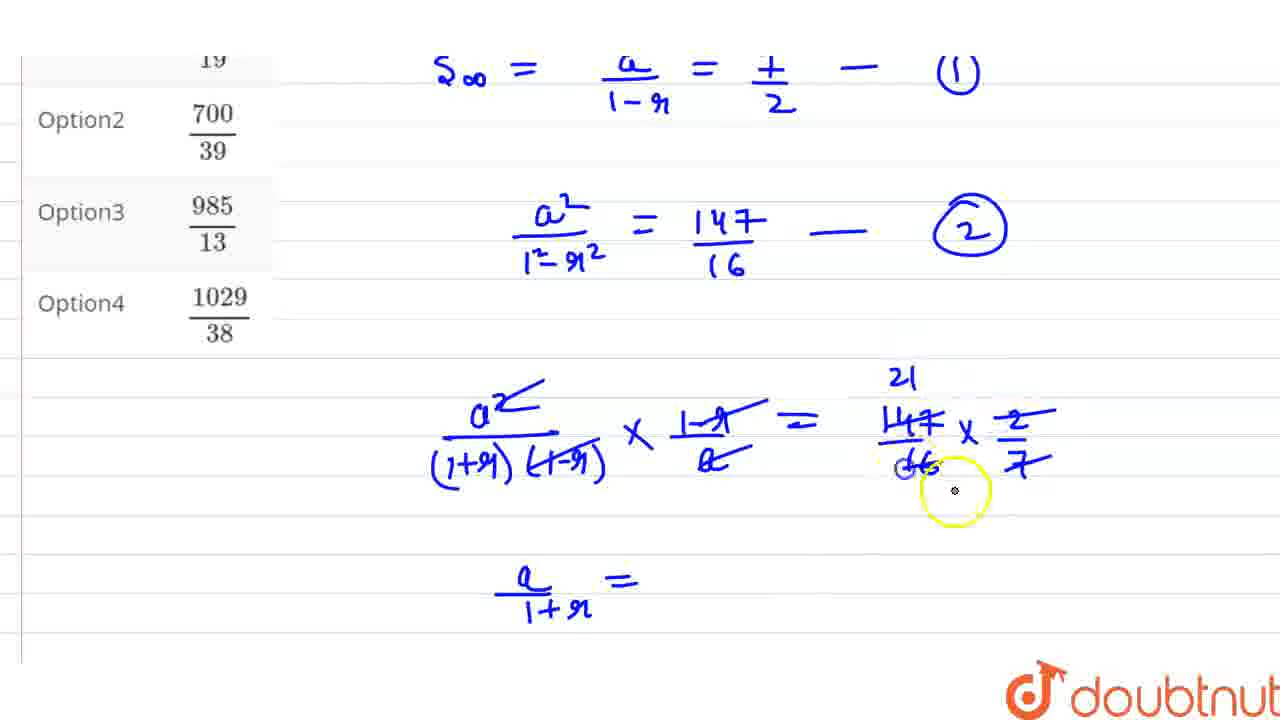 19
Option2 700/39
Option3 985/13
Option4 1029/38
S∞ = a/(1-r) = 7/2 — ①
a²/(1²-r²) = 147/16 — ②
21
a²/((1+r)(1-r)) × (1-r)/a = 147/16 × 2/7
a/(1+r) =
doubtnut